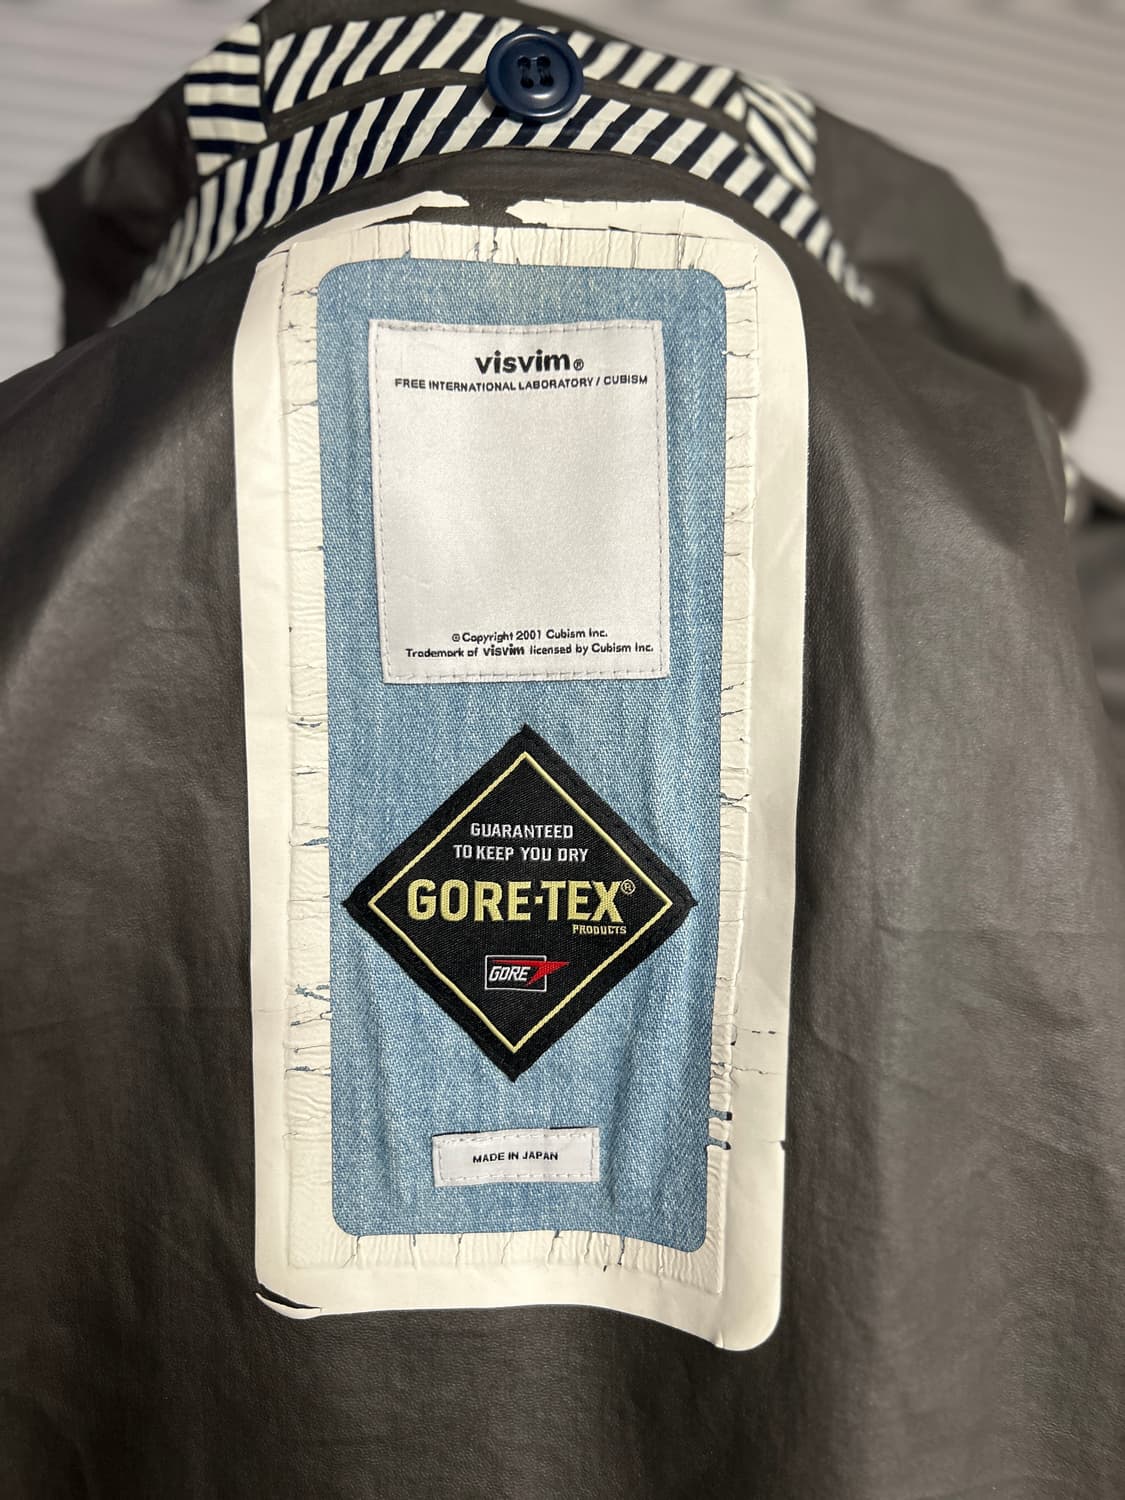 visvim®
FREE INTERNATIONAL LABORATORY / CUBISM
© Copyright 2001 Cubism Inc.
Trademark of visvim licensed by Cubism Inc.
GUARANTEED
TO KEEP YOU DRY
GORE-TEX®
PRODUCTS
GORE
MADE IN JAPAN